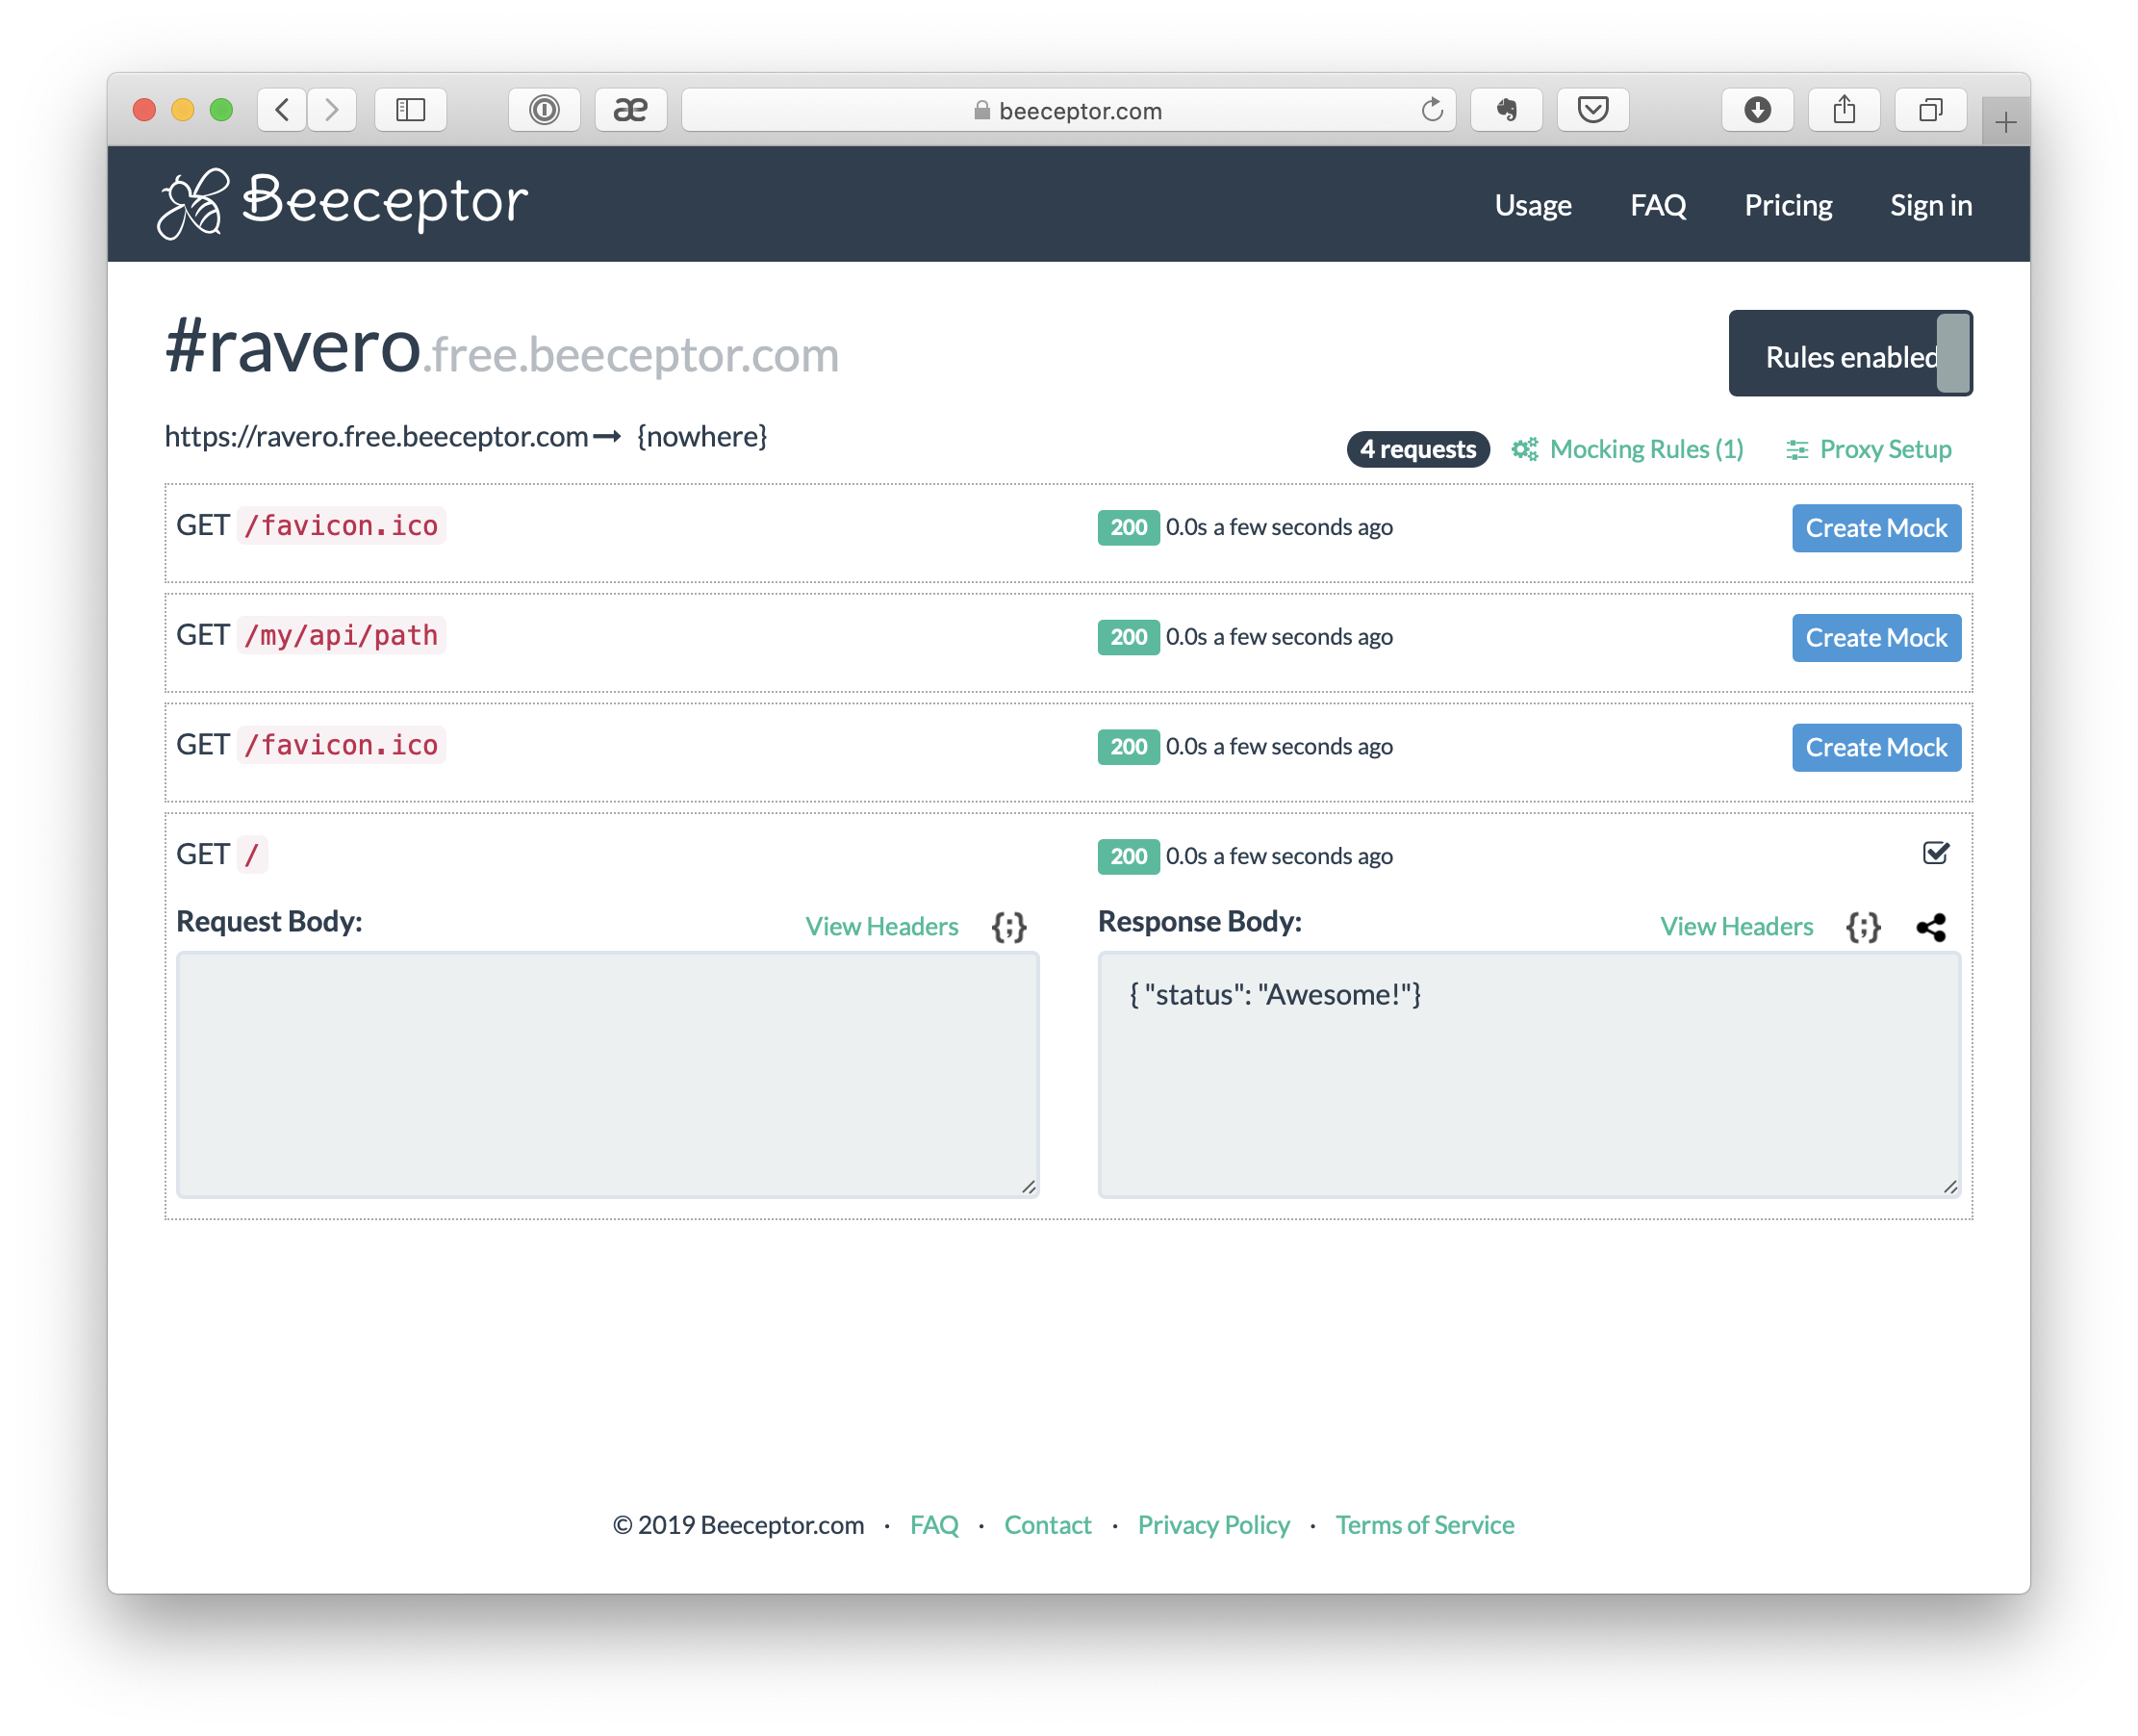 beeceptor.com
Beeceptor
Usage FAQ Pricing Sign in
#ravero.free.beeceptor.com
Rules enabled
https://ravero.free.beeceptor.com {nowhere}
4 requests Mocking Rules (1) Proxy Setup
GET /favicon.ico 200 0.0s a few seconds ago Create Mock
GET /my/api/path 200 0.0s a few seconds ago Create Mock
GET /favicon.ico 200 0.0s a few seconds ago Create Mock
GET / 200 0.0s a few seconds ago
Request Body: View Headers {;} Response Body: View Headers {;}
{ "status": "Awesome!"}
© 2019 Beeceptor.com · FAQ · Contact · Privacy Policy · Terms of Service